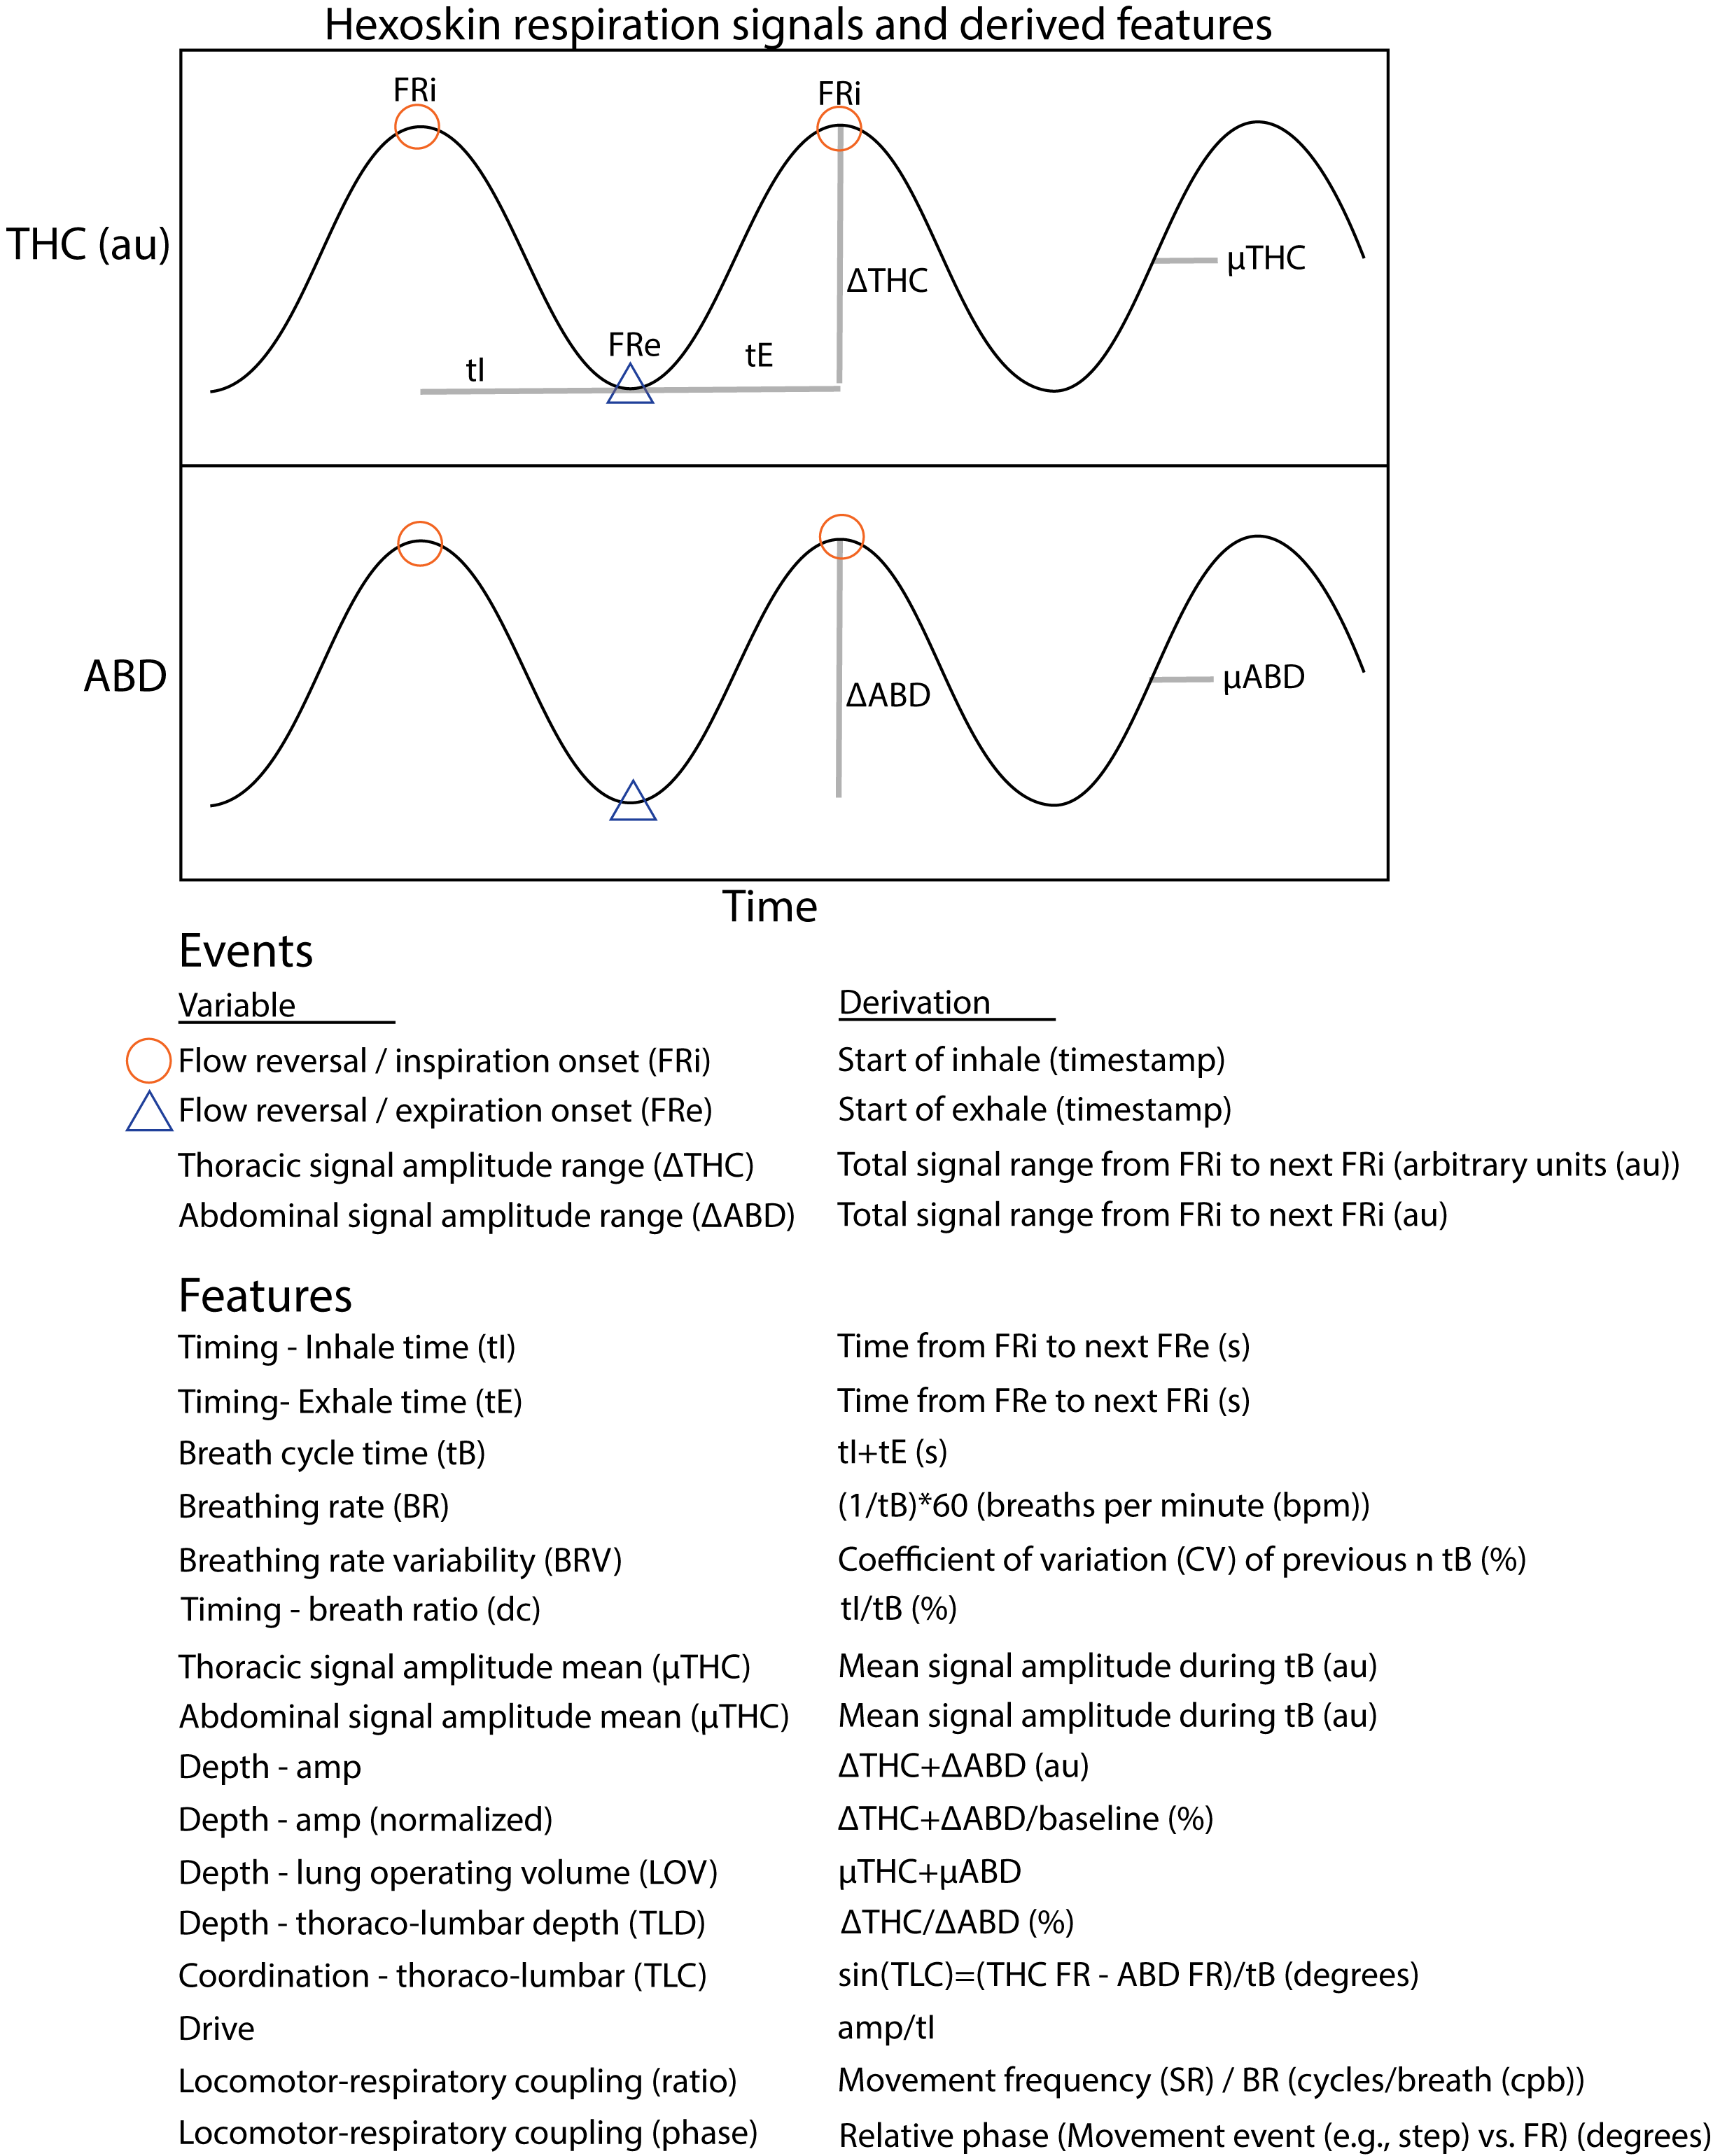 Hexoskin respiration signals and derived features
FRi
FRi
THC (au)
ΔTHC
µTHC
FRe
tI
tE
ABD
ΔABD
µABD
Time
Events
Variable
Derivation
Flow reversal / inspiration onset (FRi)
Start of inhale (timestamp)
Flow reversal / expiration onset (FRe)
Start of exhale (timestamp)
Thoracic signal amplitude range (ΔTHC)
Total signal range from FRi to next FRi (arbitrary units (au))
Abdominal signal amplitude range (ΔABD)
Total signal range from FRi to next FRi (au)
Features
Timing - Inhale time (tI)
Time from FRi to next FRe (s)
Timing- Exhale time (tE)
Time from FRe to next FRi (s)
Breath cycle time (tB)
tI+tE (s)
Breathing rate (BR)
(1/tB)*60 (breaths per minute (bpm))
Breathing rate variability (BRV)
Coefficient of variation (CV) of previous n tB (%)
Timing - breath ratio (dc)
tI/tB (%)
Thoracic signal amplitude mean (µTHC)
Mean signal amplitude during tB (au)
Abdominal signal amplitude mean (µTHC)
Mean signal amplitude during tB (au)
Depth - amp
ΔTHC+ΔABD (au)
Depth - amp (normalized)
ΔTHC+ΔABD/baseline (%)
Depth - lung operating volume (LOV)
µTHC+µABD
Depth - thoraco-lumbar depth (TLD)
ΔTHC/ΔABD (%)
Coordination - thoraco-lumbar (TLC)
sin(TLC)=(THC FR - ABD FR)/tB (degrees)
Drive
amp/tI
Locomotor-respiratory coupling (ratio)
Movement frequency (SR) / BR (cycles/breath (cpb))
Locomotor-respiratory coupling (phase)
Relative phase (Movement event (e.g., step) vs. FR) (degrees)